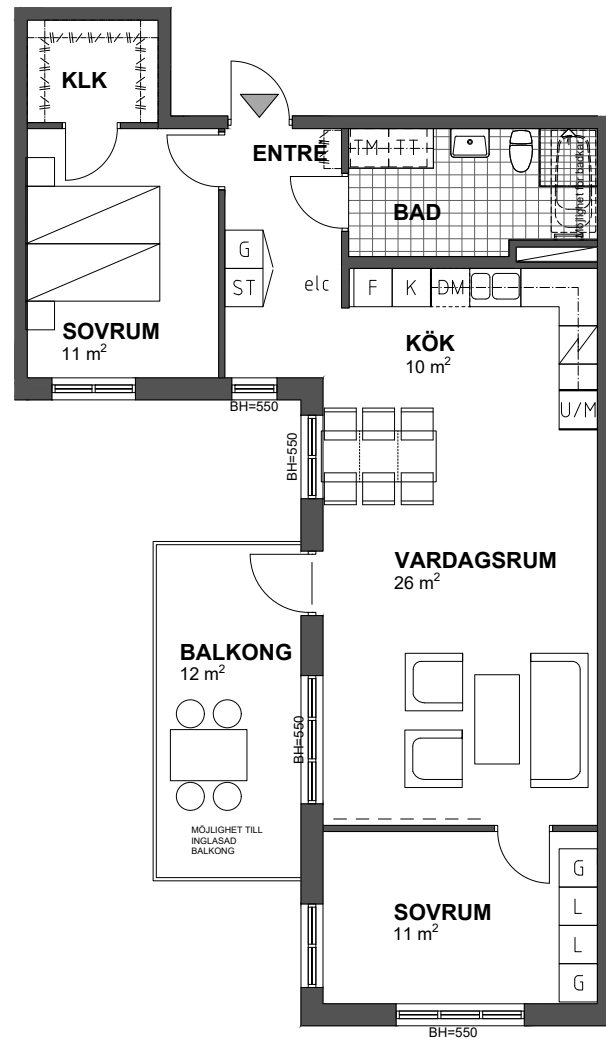 KLK
ENTRE
TM
TT
BAD
Möjlighet för badkar
G
ST
elc
F
K
DM
SOVRUM
11 m²
KÖK
10 m²
U/M
BH=550
BH=550
VARDAGSRUM
26 m²
BALKONG
12 m²
BH=550
MÖJLIGHET TILL
INGLASAD
BALKONG
G
L
L
G
SOVRUM
11 m²
BH=550